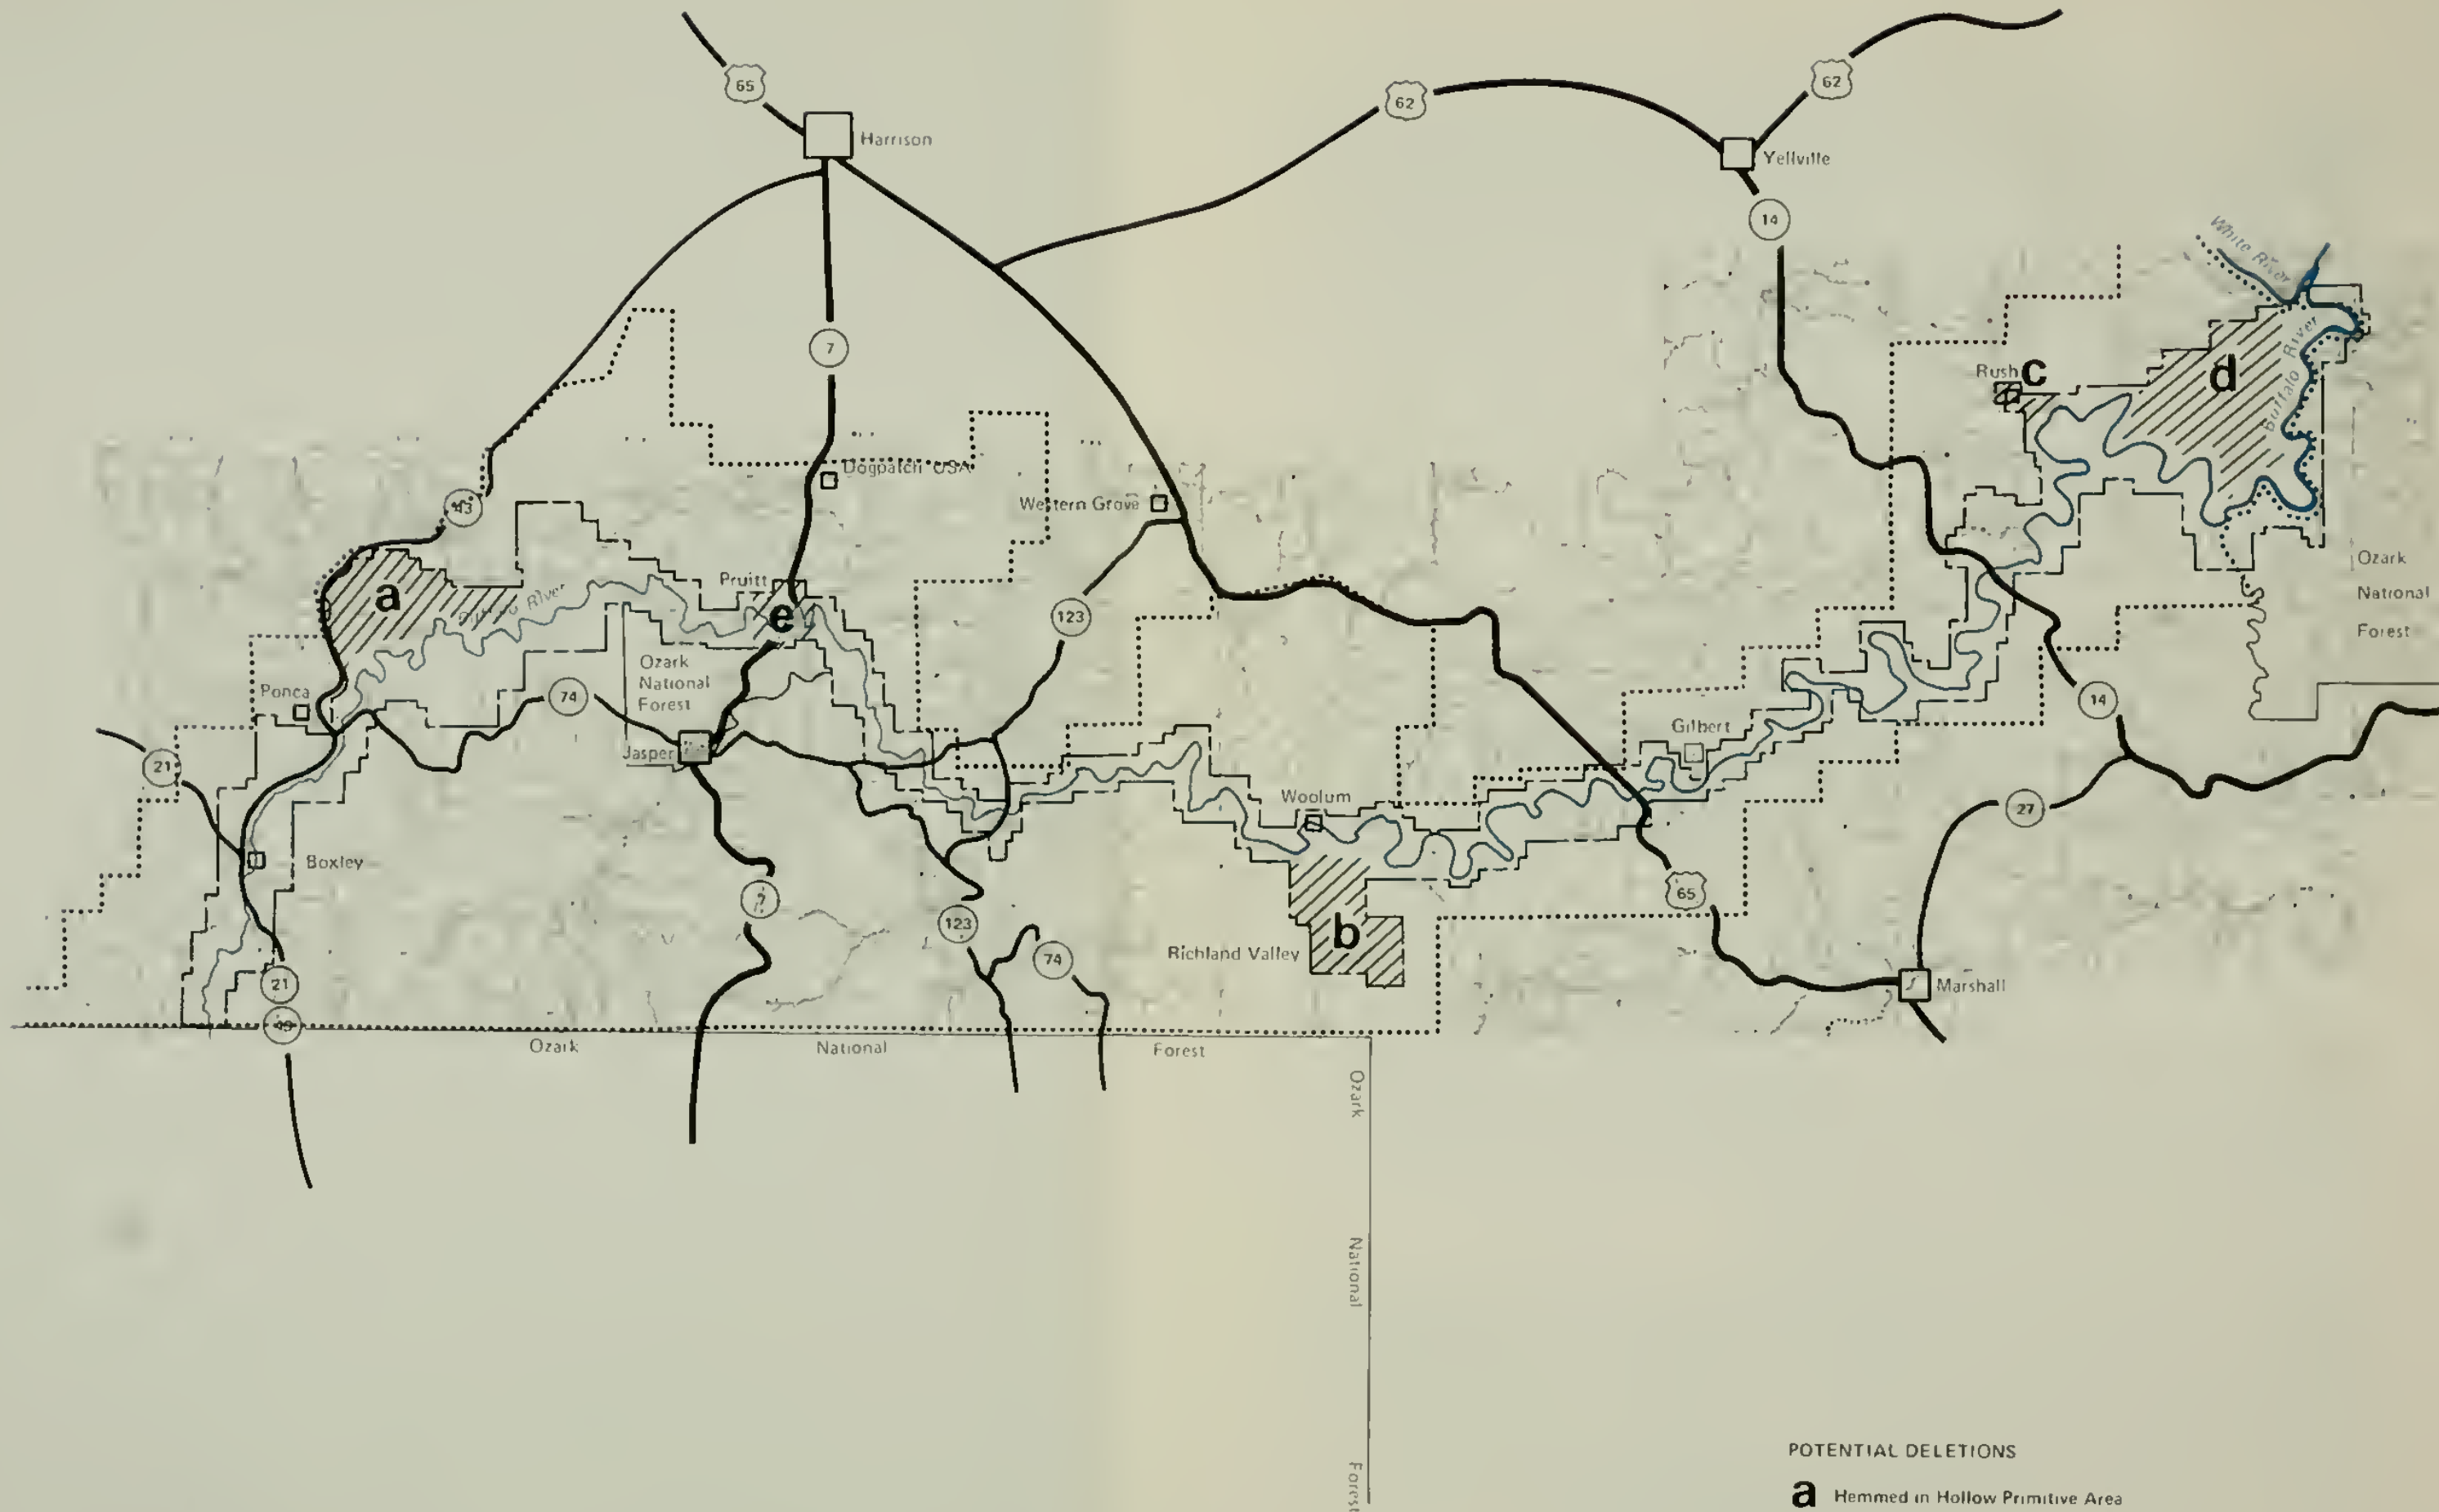 65
62
62
Harrison
Yellville
14
White River
7
Rush
c
d
Buffalo River
Dogpatch USA
43
Western Grove
Ozark
National
Forest
Pruitt
a
River
e
123
Ozark
National
Forest
Ponca
74
14
Jasper
Gilbert
21
Woolum
27
Boxley
65
7
123
b
Richland Valley
74
21
Marshall
Ozark National Forest
Ozark National Forest
POTENTIAL DELETIONS
a Hemmed in Hollow Primitive Area